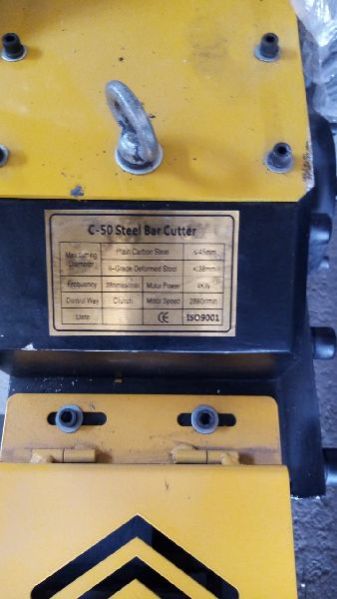 C-50 Steel Bar Cutter
Max Cutting Diameter Plain Carbon Steel
II-Grade Deformed Steel ≤38mm
Frequency Motor Power 4KW
Control Way Clutch Motor Speed 2880r/min
Date CE ISO9001